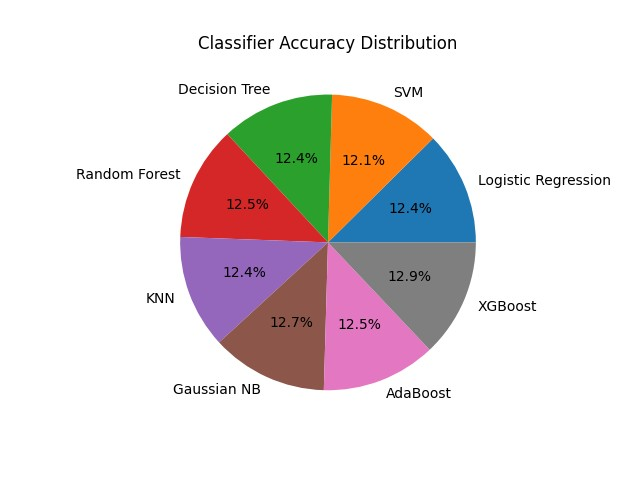 Classifier Accuracy Distribution
Decision Tree
SVM
Random Forest
Logistic Regression
12.4%
12.1%
12.5%
12.4%
12.4%
12.9%
KNN
XGBoost
12.7%
12.5%
Gaussian NB
AdaBoost